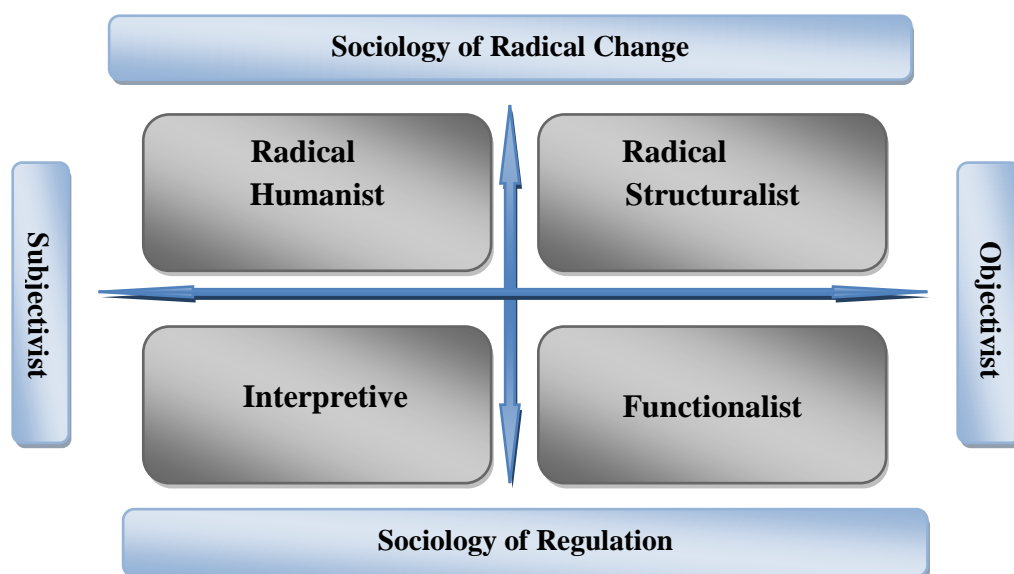 Sociology of Radical Change
Radical
Humanist
Radical
Structuralist
Subjectivist
Objectivist
Interpretive
Functionalist
Sociology of Regulation